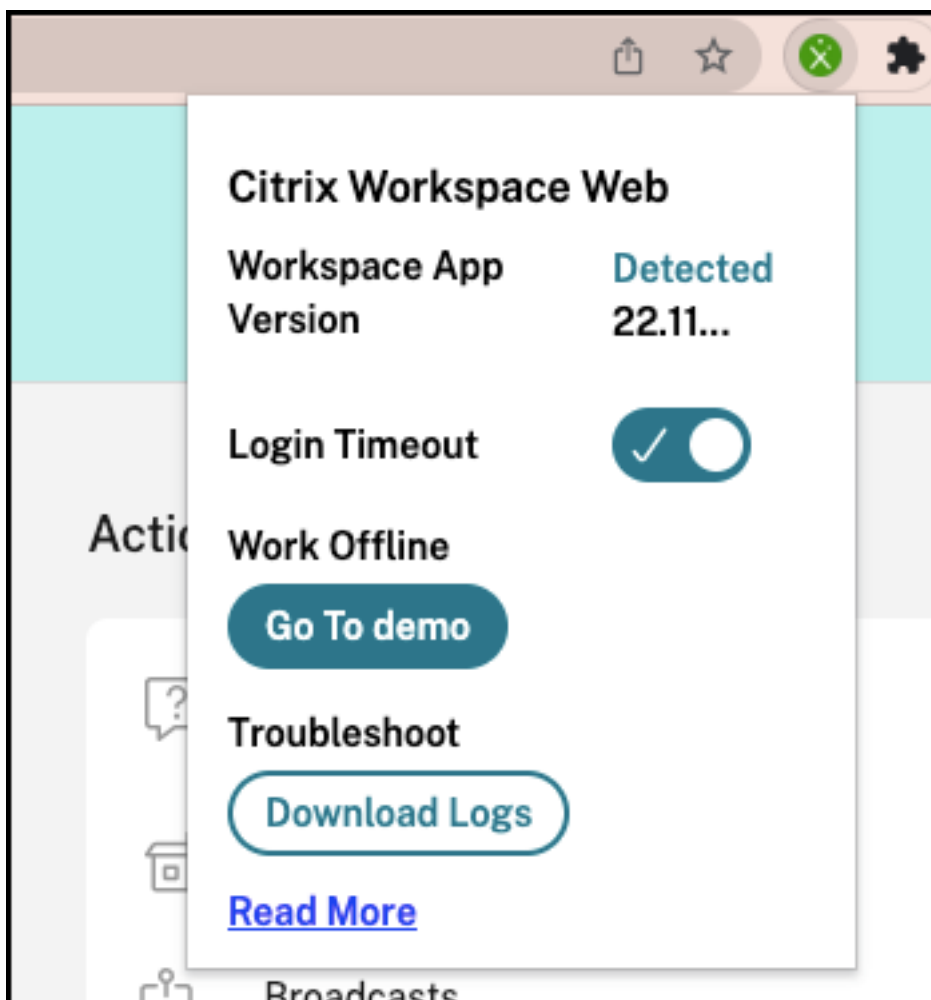 Citrix Workspace Web
Workspace App Detected
Version 22.11...
Login Timeout
Work Offline
Go To demo
Troubleshoot
Download Logs
Read More
Broadcasts